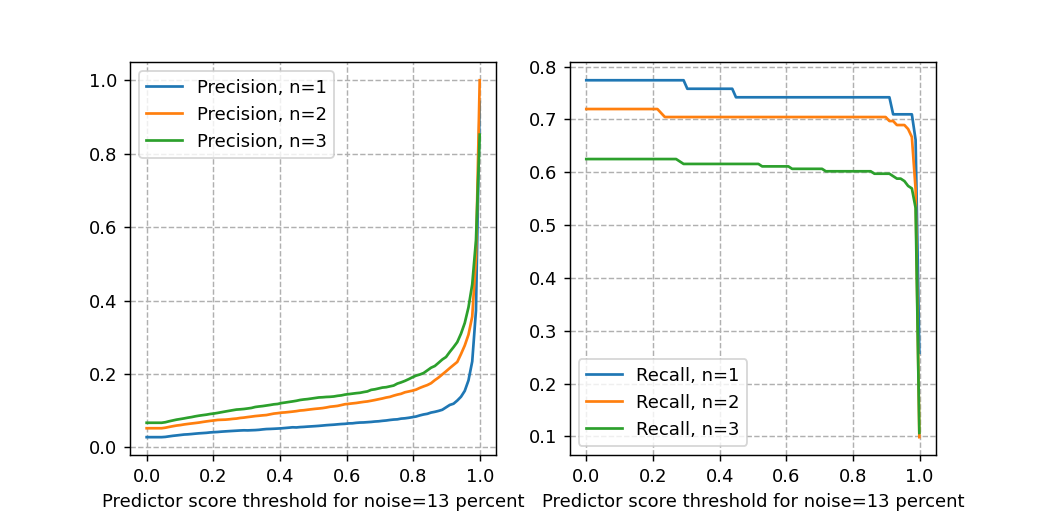 Precision, n=1
Precision, n=2
Precision, n=3
1.0
0.8
0.6
0.4
0.2
0.0
0.0 0.2 0.4 0.6 0.8 1.0
Predictor score threshold for noise=13 percent
0.8
0.7
0.6
0.5
0.4
0.3
0.2
0.1
Recall, n=1
Recall, n=2
Recall, n=3
0.0 0.2 0.4 0.6 0.8 1.0
Predictor score threshold for noise=13 percent